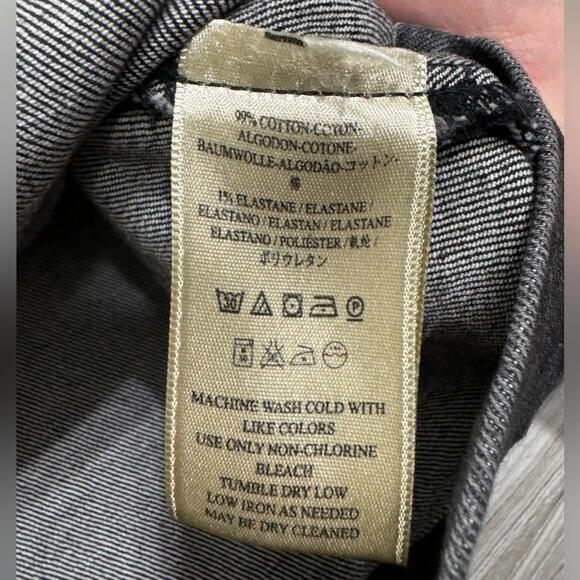 99% COTTON-COTON-
ALGODON-COTONE-
BAUMWOLLE-ALGODÃO-コットン-
棉
1% ELASTANE / ELASTANE /
ELASTANO / ELASTAN / ELASTANE
ELASTANO / POLIESTER / 氨纶 /
ポリウレタン
MACHINE WASH COLD WITH
LIKE COLORS
USE ONLY NON-CHLORINE
BLEACH
TUMBLE DRY LOW
LOW IRON AS NEEDED
MAY BE DRY CLEANED